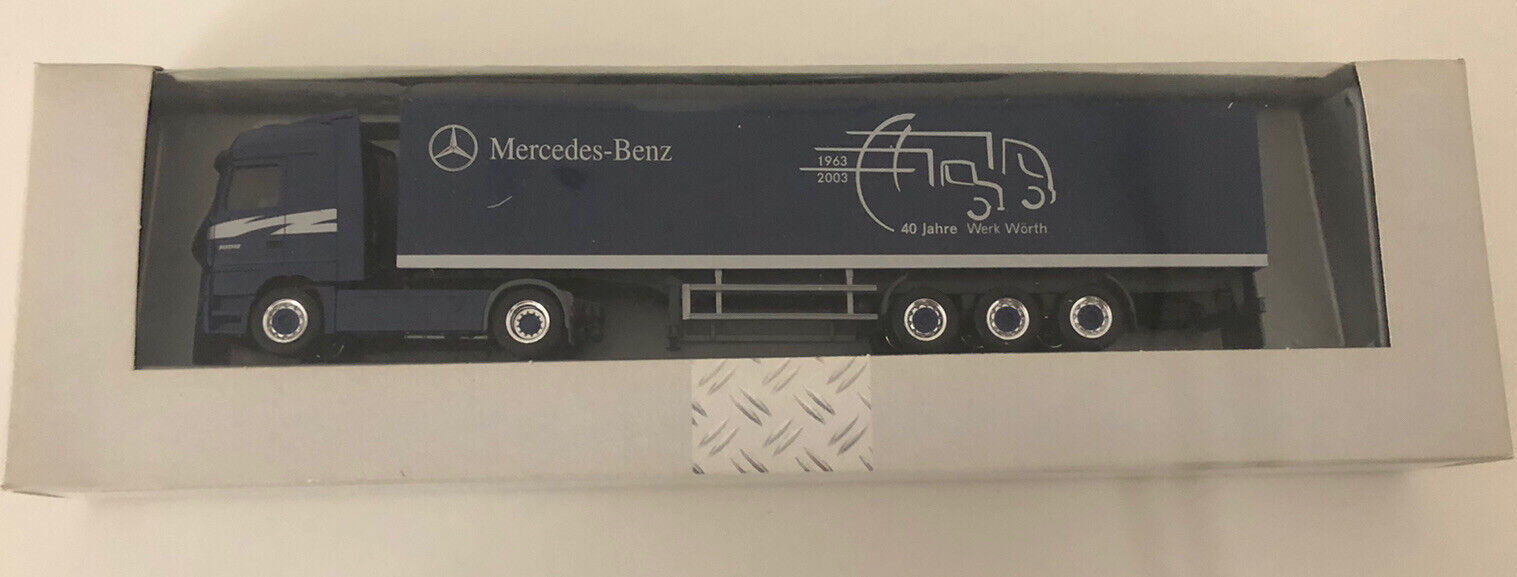 Mercedes-Benz
1963
2003
40 Jahre Werk Wörth